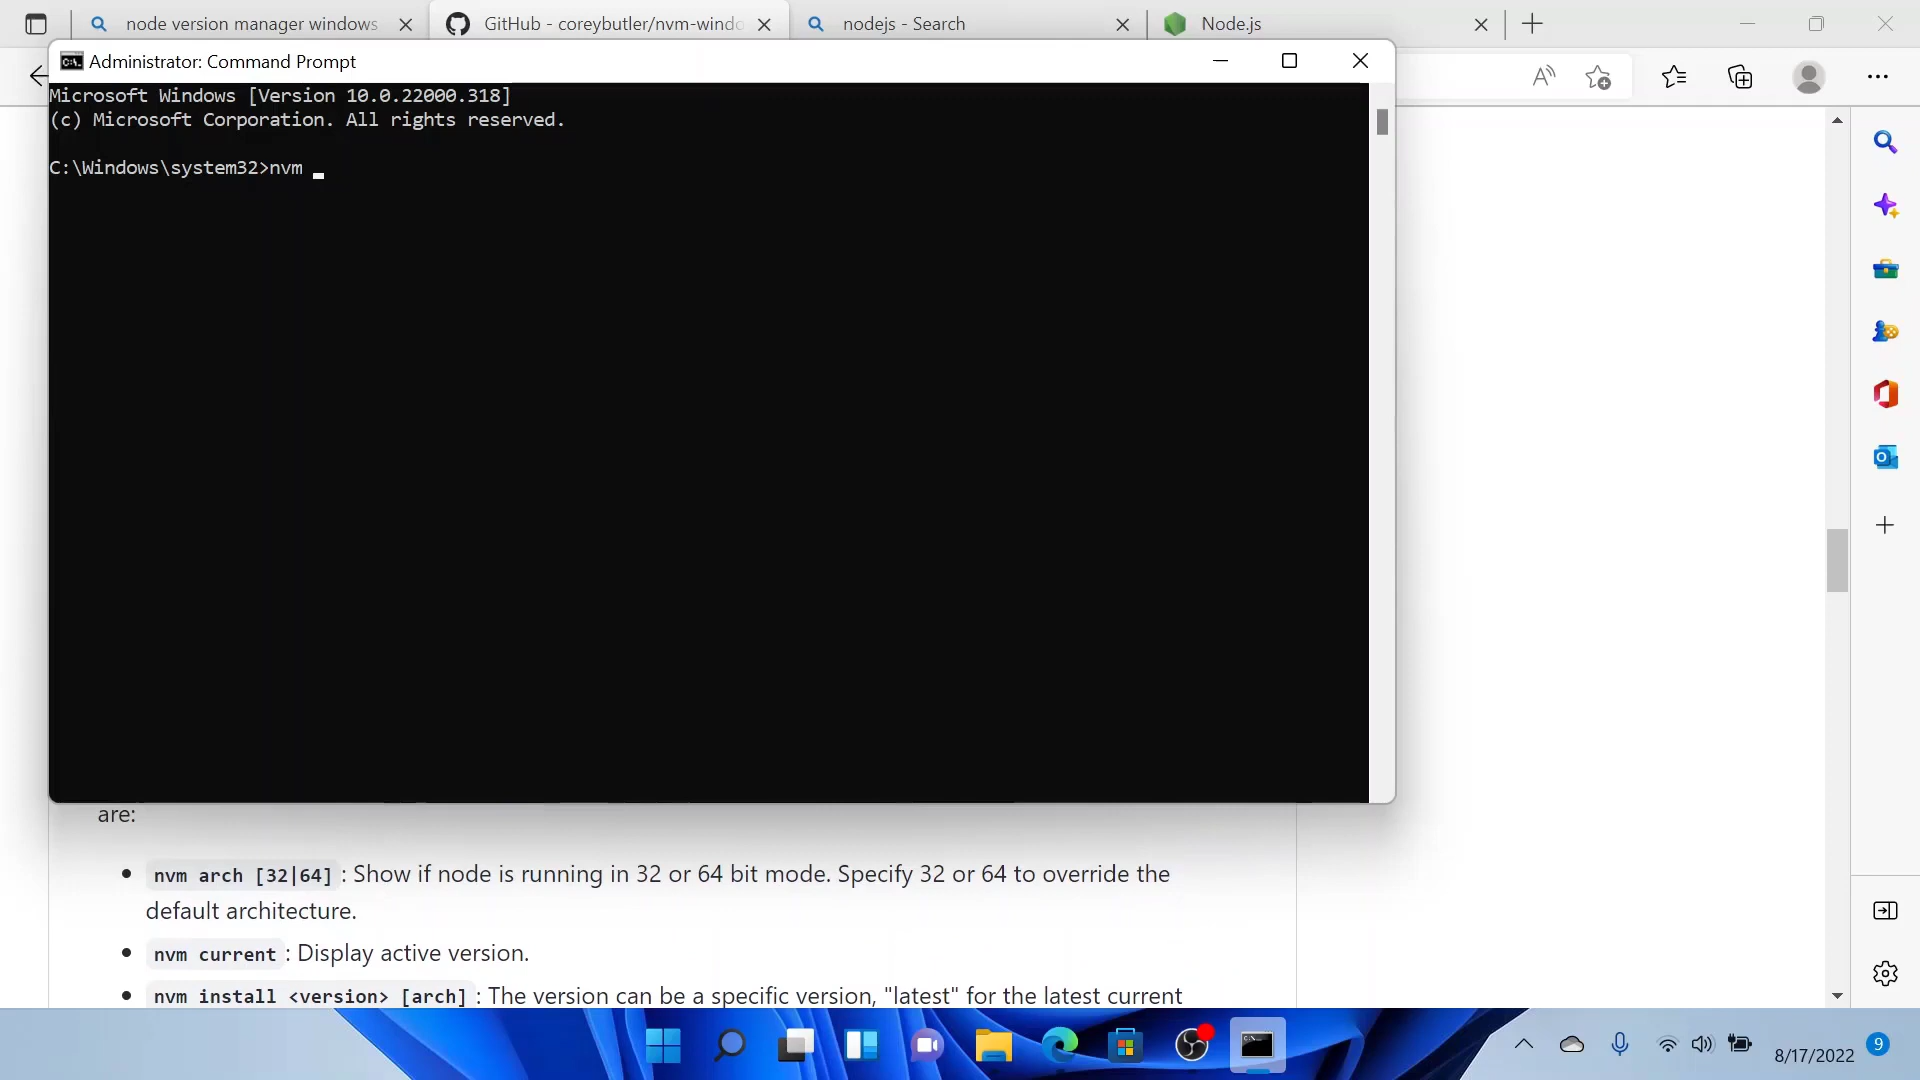 node version manager windows
GitHub - coreybutler/nvm-windo
nodejs - Search
Node.js
Administrator: Command Prompt
Microsoft Windows [Version 10.0.22000.318]
(c) Microsoft Corporation. All rights reserved.
C:\Windows\system32>nvm
are:
nvm arch [32|64] : Show if node is running in 32 or 64 bit mode. Specify 32 or 64 to override the
default architecture.
nvm current : Display active version.
nvm install <version> [arch] : The version can be a specific version, "latest" for the latest current
8/17/2022
9